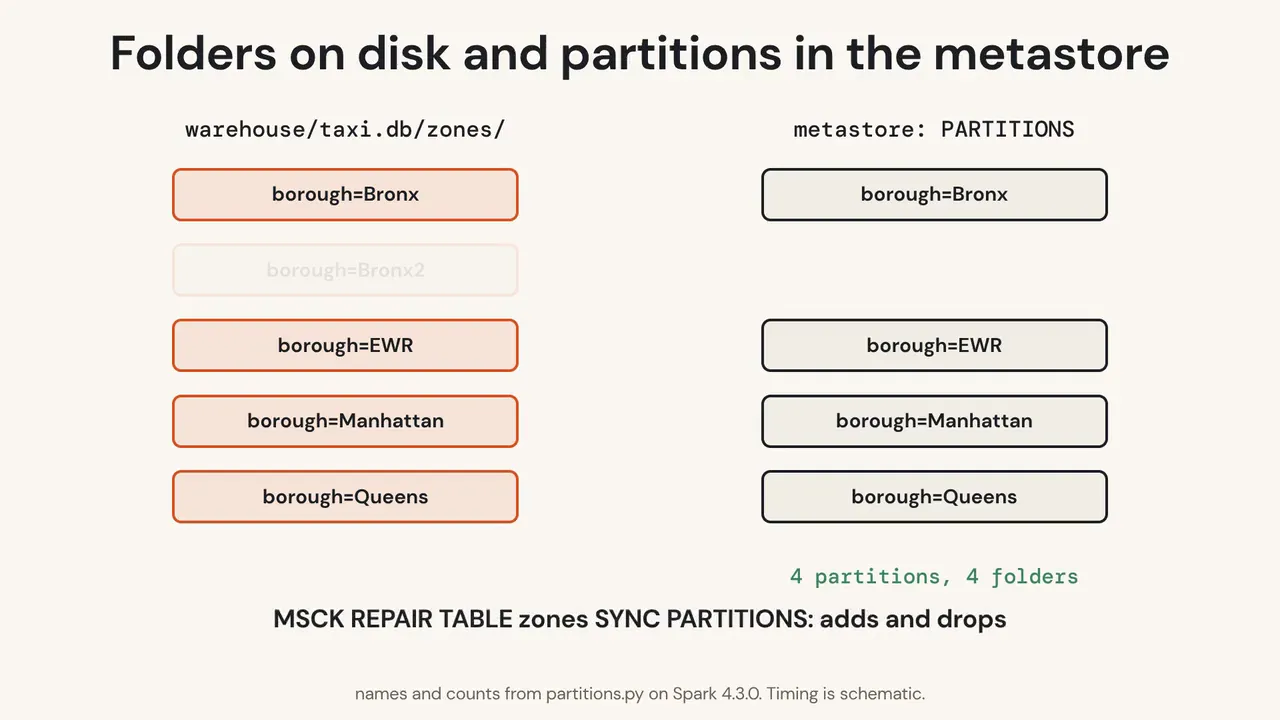 Folders on disk and partitions in the metastore
warehouse/taxi.db/zones/
metastore: PARTITIONS
borough=Bronx
borough=Bronx
borough=Bronx2
borough=EWR
borough=EWR
borough=Manhattan
borough=Manhattan
borough=Queens
borough=Queens
4 partitions, 4 folders
MSCK REPAIR TABLE zones SYNC PARTITIONS: adds and drops
names and counts from partitions.py on Spark 4.3.0. Timing is schematic.